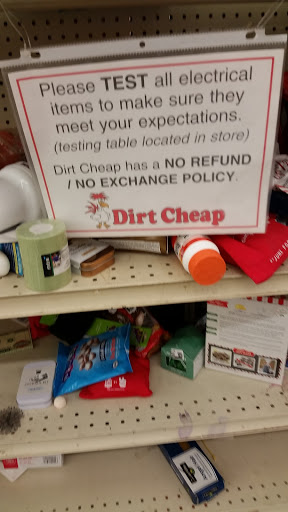 Please TEST all electrical
items to make sure they
meet your expectations.
(testing table located in store)
Dirt Cheap has a NO REFUND
/ NO EXCHANGE POLICY.
Dirt Cheap